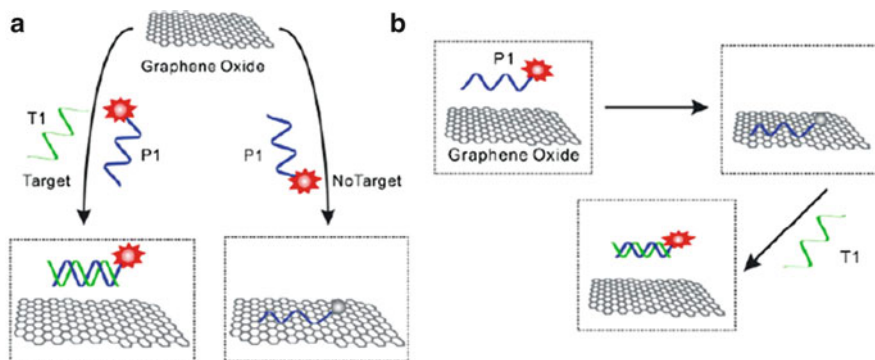 a
Graphene Oxide
T1
P1
Target
P1
NoTarget
b
P1
Graphene Oxide
T1